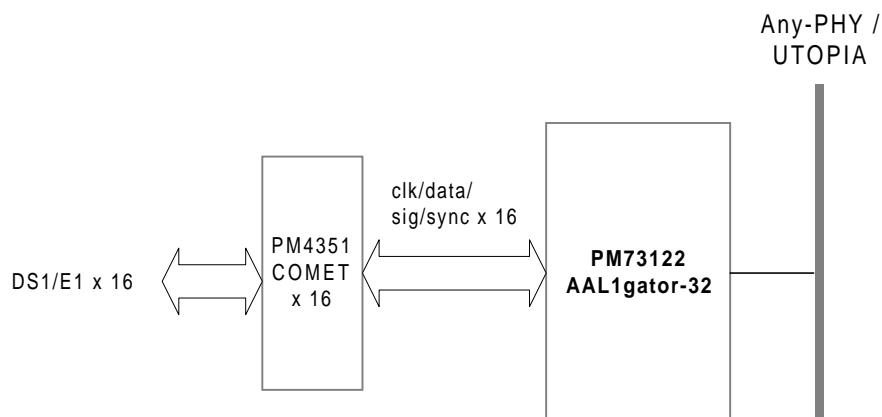 Any-PHY /
UTOPIA
clk/data/
sig/sync x 16
DS1/E1 x 16
PM4351
COMET
x 16
PM73122
AAL1gator-32